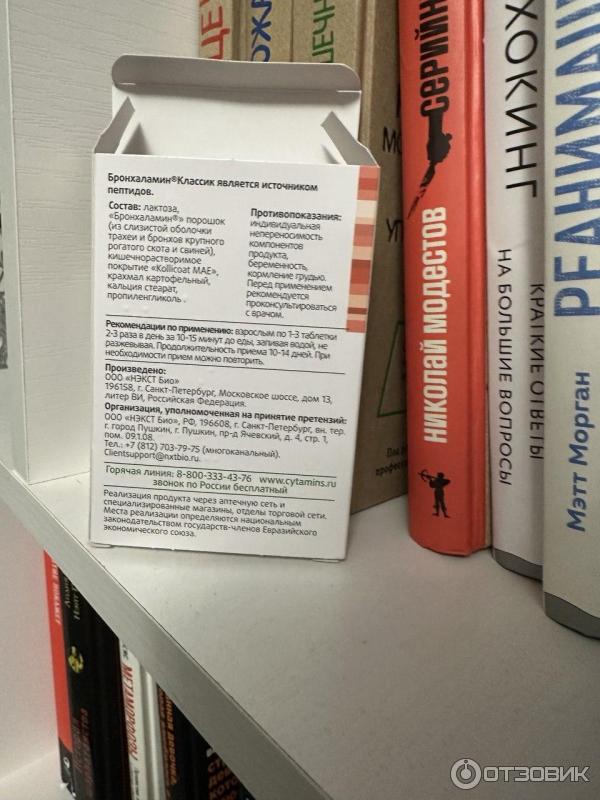 Бронхаламин®Классик является источником
пептидов.
Состав: лактоза,
«Бронхаламин®» порошок
(из слизистой оболочки
трахеи и бронхов крупного
рогатого скота и свиней),
кишечнорастворимое
покрытие «Kollicoat MAE»,
крахмал картофельный,
кальция стеарат,
пропиленгликоль .
Противопоказания:
индивидуальная
непереносимость
компонентов
продукта,
беременность,
кормление грудью.
Перед применением
рекомендуется
проконсультироваться
с врачом.
Рекомендации по применению: взрослым по 1-3 таблетки
2-3 раза в день за 10-15 минут до еды, запивая водой, не
разжевывая. Продолжительность приема 10-14 дней. При
необходимости прием можно повторить.
Произведено:
ООО «НЭКСТ Био»
196158, г. Санкт-Петербург, Московское шоссе, дом 13,
литер ВИ, Российская Федерация.
Организация, уполномоченная на принятие претензий:
ООО «НЭКСТ Био», РФ, 196608, г. Санкт-Петербург, вн. тер.
г. город Пушкин, г. Пушкин, пр-д Ячевский, д. 4, стр. 1,
пом. 09.1.08.
Тел.: +7 (812) 703-79-75 (многоканальный).
Clientsupport@nxtbio.ru.
Горячая линия: 8-800-333-43-76 www.cytamins.ru
звонок по России бесплатный
Реализация продукта через аптечную сеть и
специализированные магазины, отделы торговой сети.
Места реализации определяются национальным
законодательством государств-членов Евразийского
экономического союза.
СЕРИЙН
НИКОЛАЙ МОДЕСТОВ
ХОКИНГ
КРАТКИЕ ОТВЕТЫ
НА БОЛЬШИЕ ВОПРОСЫ
РЕАНИМАЦ
Мэтт Морган
ОТЗОВИК